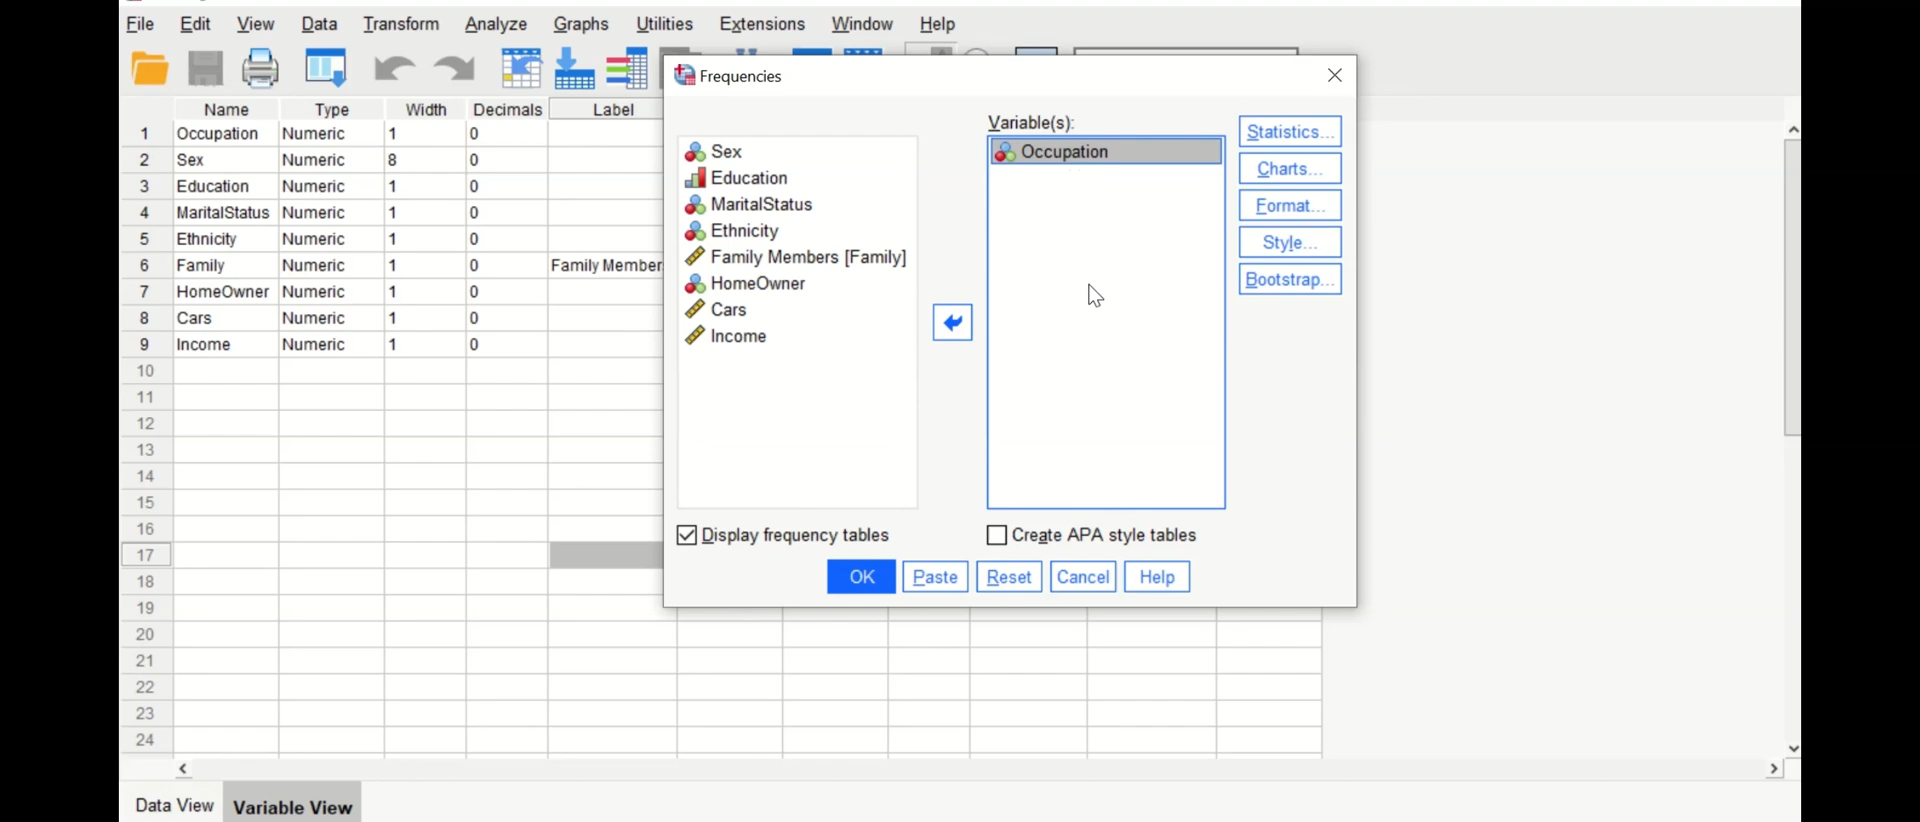 File Edit View Data Transform Analyze Graphs Utilities Extensions Window Help
Frequencies
Name Type Width Decimals Label
1 Occupation Numeric 1 0
2 Sex Numeric 8 0
3 Education Numeric 1 0
4 MaritalStatus Numeric 1 0
5 Ethnicity Numeric 1 0
6 Family Numeric 1 0 Family Member
7 HomeOwner Numeric 1 0
8 Cars Numeric 1 0
9 Income Numeric 1 0
10
11
12
13
14
15
16
17
18
19
20
21
22
23
24
Sex
Education
MaritalStatus
Ethnicity
Family Members [Family]
HomeOwner
Cars
Income
Variable(s):
Occupation
Statistics...
Charts...
Format...
Style...
Bootstrap...
Display frequency tables
Create APA style tables
OK Paste Reset Cancel Help
Data View Variable View